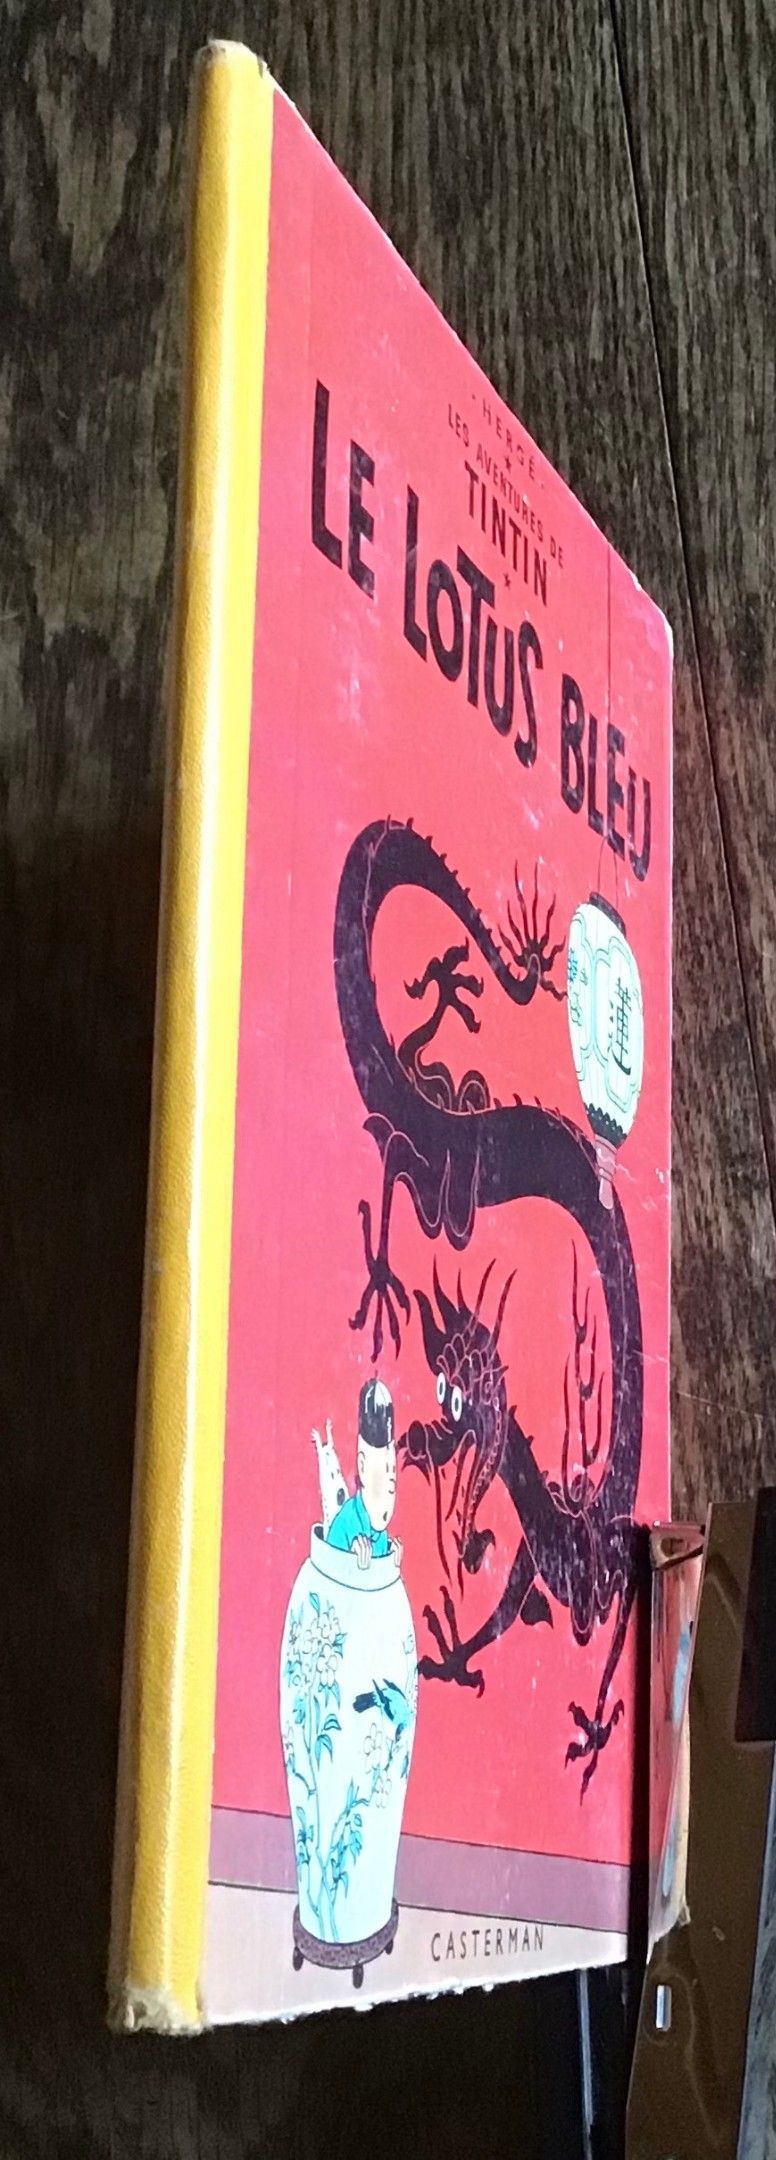 - HERGÉ -
LES AVENTURES DE
TINTIN
LE LOTUS BLEU
CASTERMAN